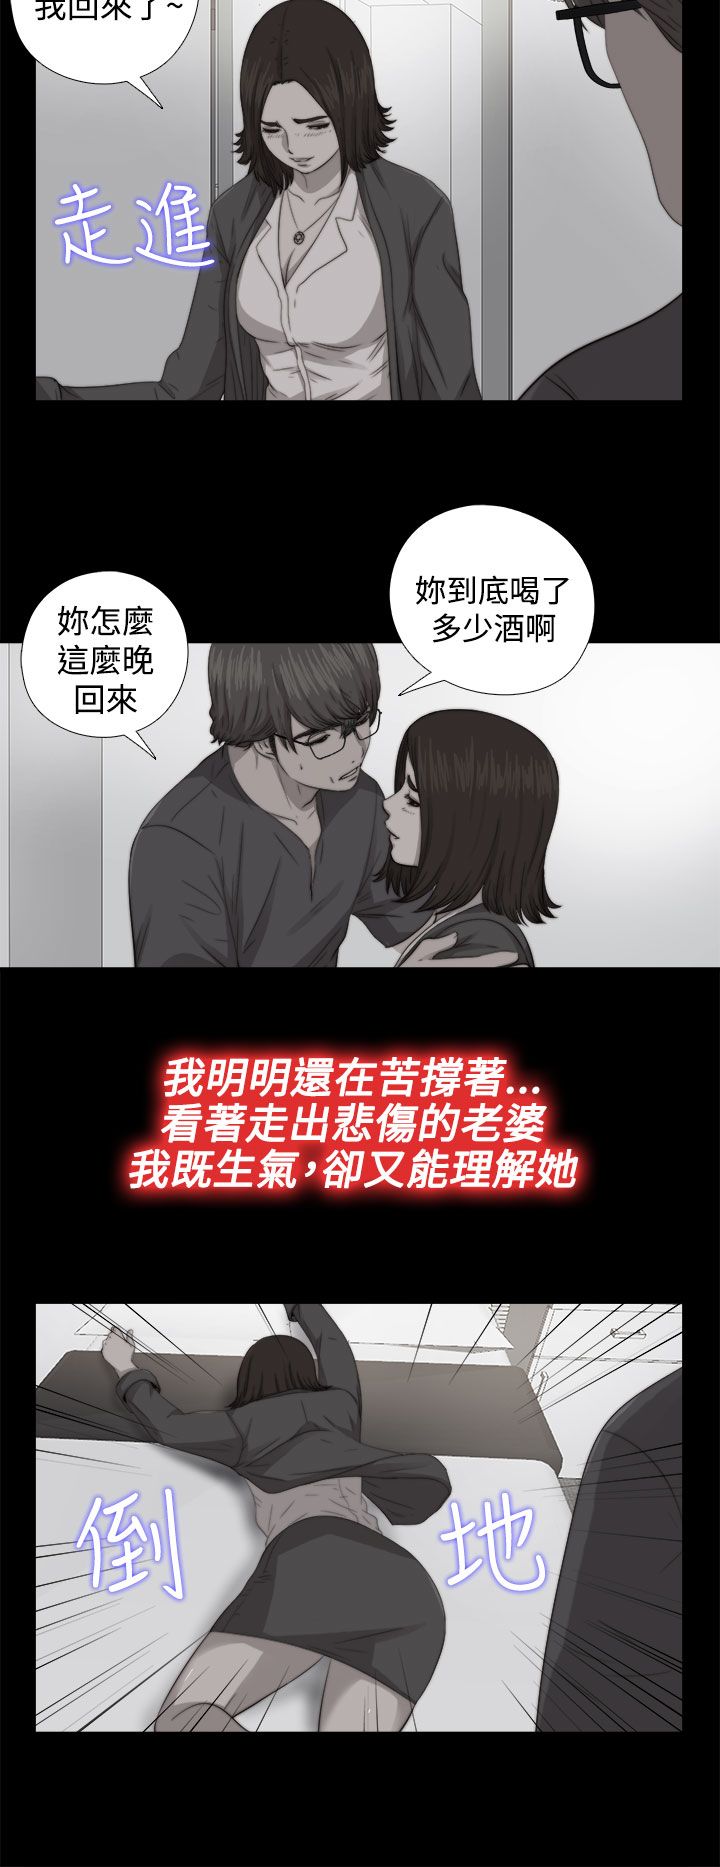 我回來了~
走進
妳怎麼
這麼晚
回來
妳到底喝了
多少酒啊
我明明還在苦撐著...
看著走出悲傷的老婆
我既生氣，卻又能理解她
倒地